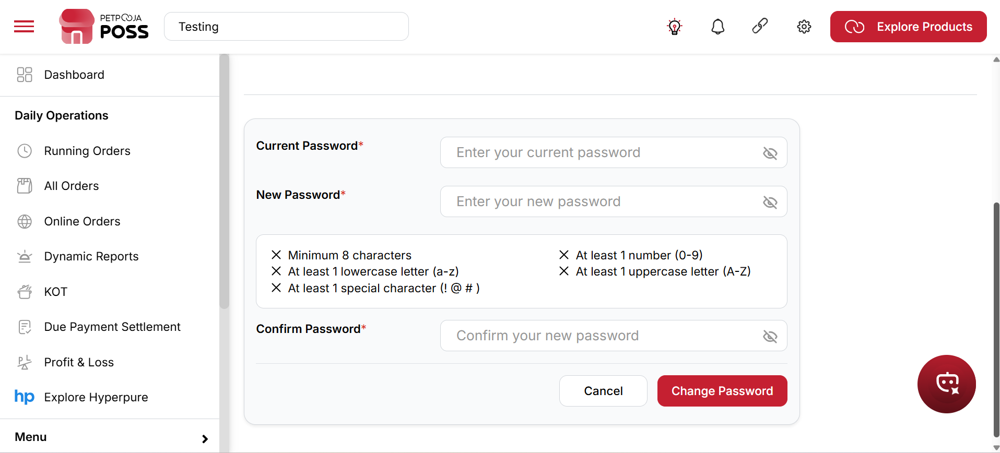 PETPOOJA
POSS
Testing
Explore Products
Dashboard
Daily Operations
Running Orders
All Orders
Online Orders
Dynamic Reports
KOT
Due Payment Settlement
P L
Profit & Loss
hp
Explore Hyperpure
Menu
Current Password*
Enter your current password
New Password*
Enter your new password
Minimum 8 characters
At least 1 number (0-9)
At least 1 lowercase letter (a-z)
At least 1 uppercase letter (A-Z)
At least 1 special character (! @ # )
Confirm Password*
Confirm your new password
Cancel
Change Password